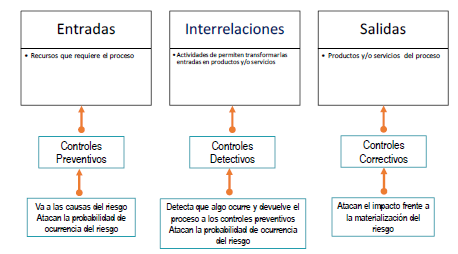 Entradas
• Recursos que requiere el proceso
Interrelaciones
• Actividades de permiten transformar las
entradas en productos y/o servicios
Salidas
• Productos y/o servicios del proceso
Controles
Preventivos
Controles
Detectivos
Controles
Correctivos
Va a las causas del riesgo
Atacan la probabilidad de
ocurrencia del riesgo
Detecta que algo ocurre y devuelve el
proceso a los controles preventivos
Atacan la probabilidad de ocurrencia
del riesgo
Atacan el impacto frente a
la materialización del
riesgo